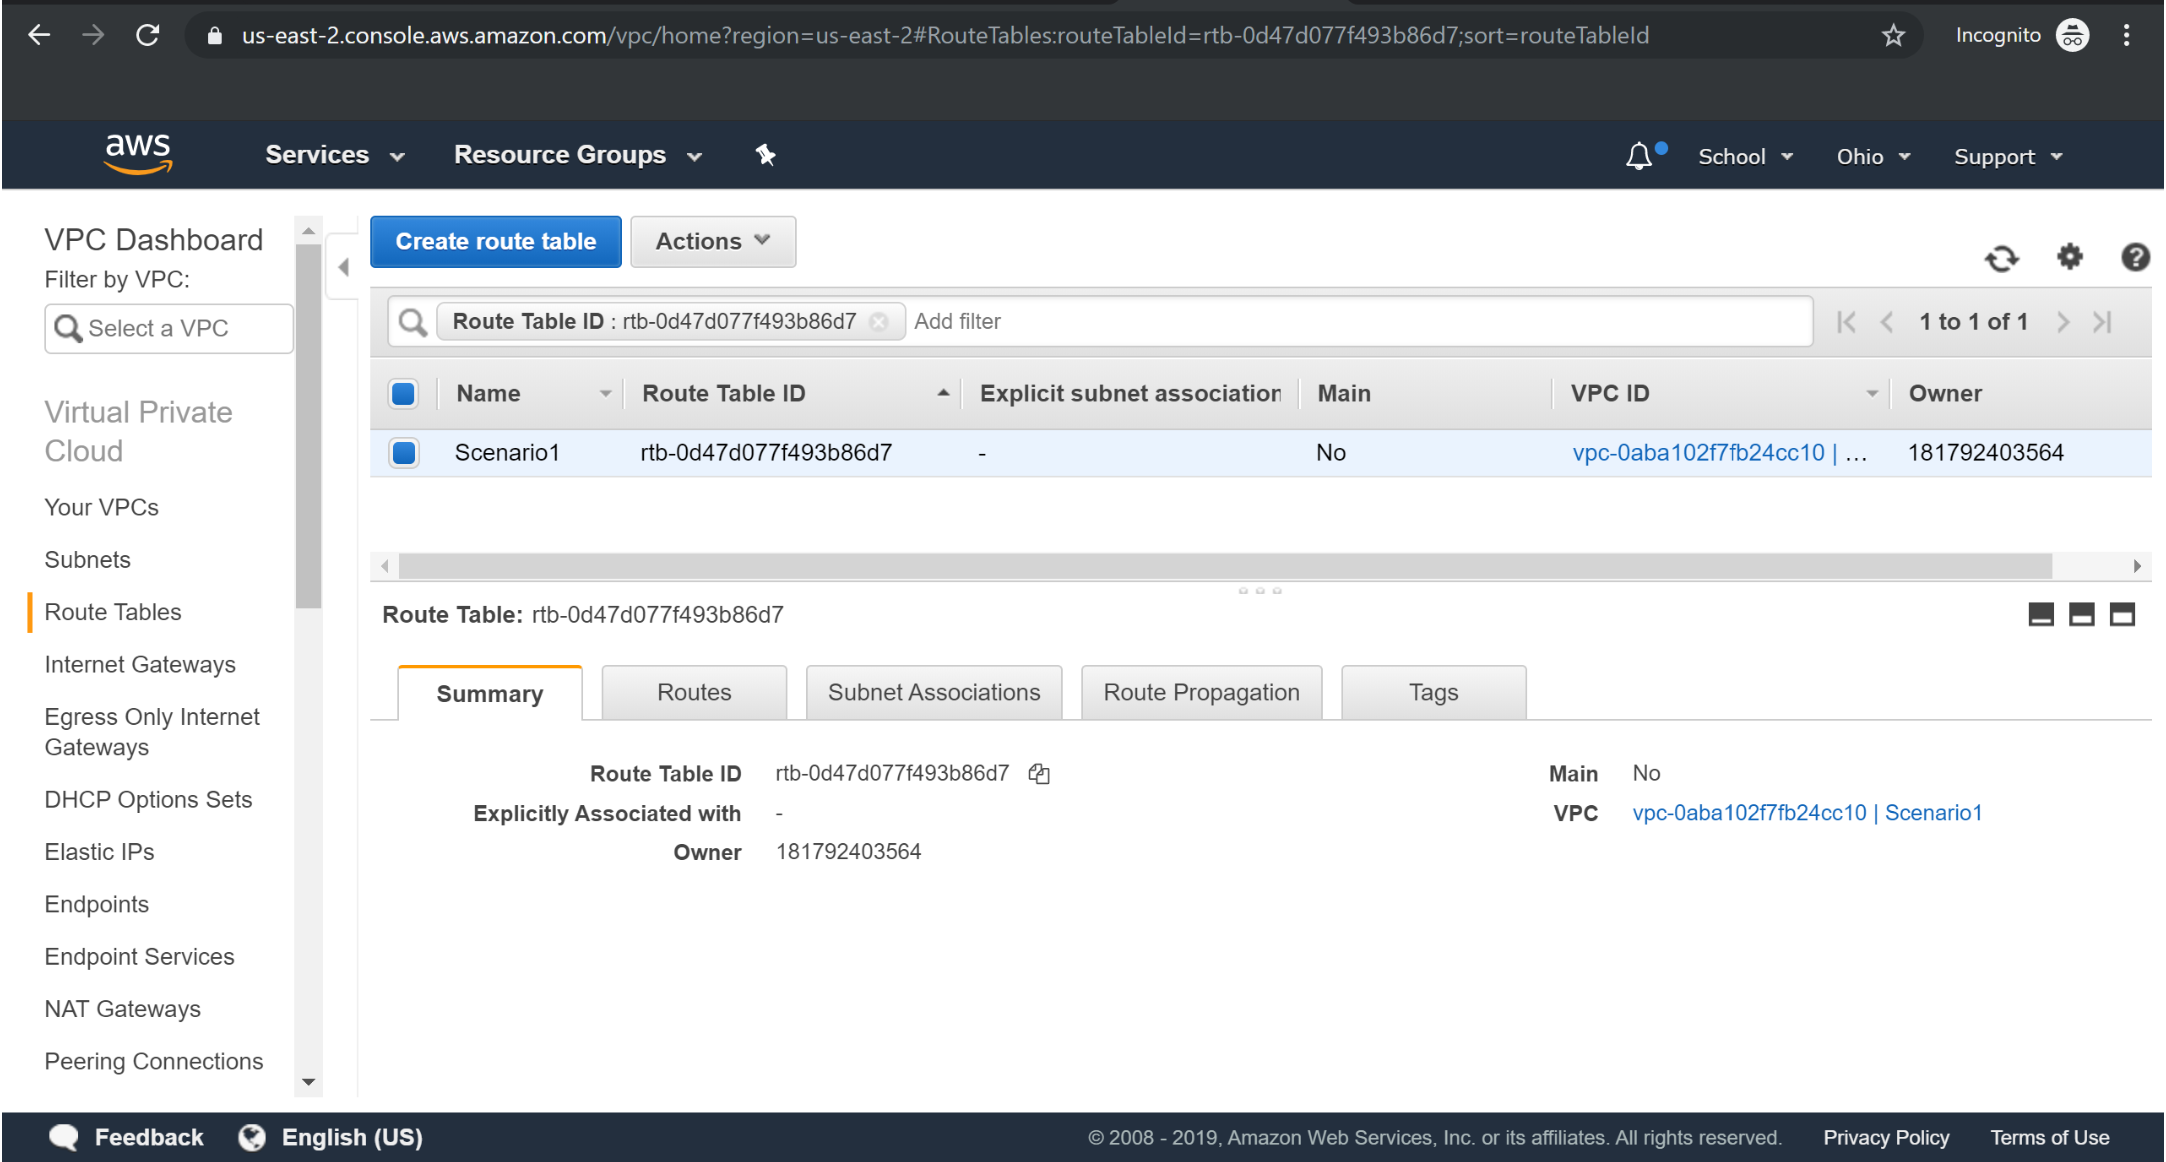 us-east-2.console.aws.amazon.com/vpc/home?region=us-east-2#RouteTables:routeTableId=rtb-0d47d077f493b86d7;sort=routeTableId
Incognito
aws
Services
Resource Groups
School
Ohio
Support
VPC Dashboard
Filter by VPC:
Select a VPC
Virtual Private
Cloud
Your VPCs
Subnets
Route Tables
Internet Gateways
Egress Only Internet
Gateways
DHCP Options Sets
Elastic IPs
Endpoints
Endpoint Services
NAT Gateways
Peering Connections
Create route table
Actions
Route Table ID : rtb-0d47d077f493b86d7
Add filter
1 to 1 of 1
Name
Route Table ID
Explicit subnet association
Main
VPC ID
Owner
Scenario1
rtb-0d47d077f493b86d7
-
No
vpc-0aba102f7fb24cc10 | ...
181792403564
Route Table: rtb-0d47d077f493b86d7
Summary
Routes
Subnet Associations
Route Propagation
Tags
Route Table ID rtb-0d47d077f493b86d7
Explicitly Associated with -
Owner 181792403564
Main No
VPC vpc-0aba102f7fb24cc10 | Scenario1
Feedback
English (US)
© 2008 - 2019, Amazon Web Services, Inc. or its affiliates. All rights reserved.
Privacy Policy
Terms of Use